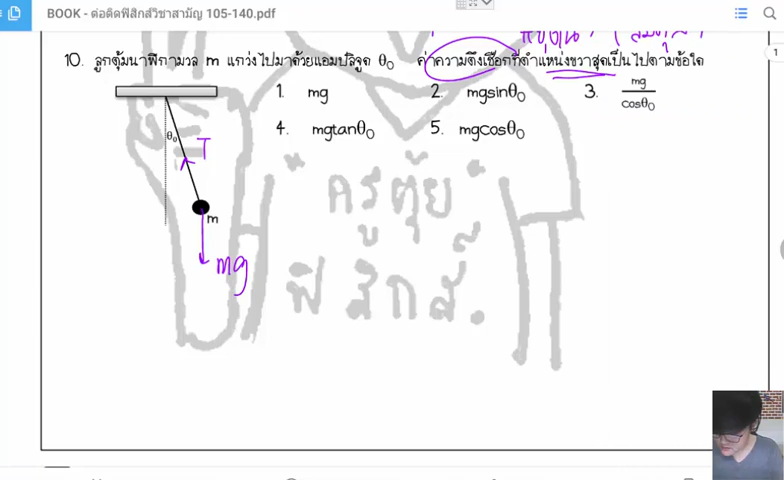 BOOK - ต่อติดฟิสิกส์วิชาสามัญ 105-140.pdf
10. ลูกตุ้มนาฬิกามวล m แกว่งไปมาด้วยแอมปลิจูด θ₀ ค่าความตึงเชือกที่ตำแหน่งขวาสุดเป็นไปตามข้อใด
1. mg 2. mgsinθ₀ 3. mg/cosθ₀
4. mgtanθ₀ 5. mgcosθ₀
θ₀
T
m
mg
"ครูตุ้ย"
ฟิสิกส์.
1